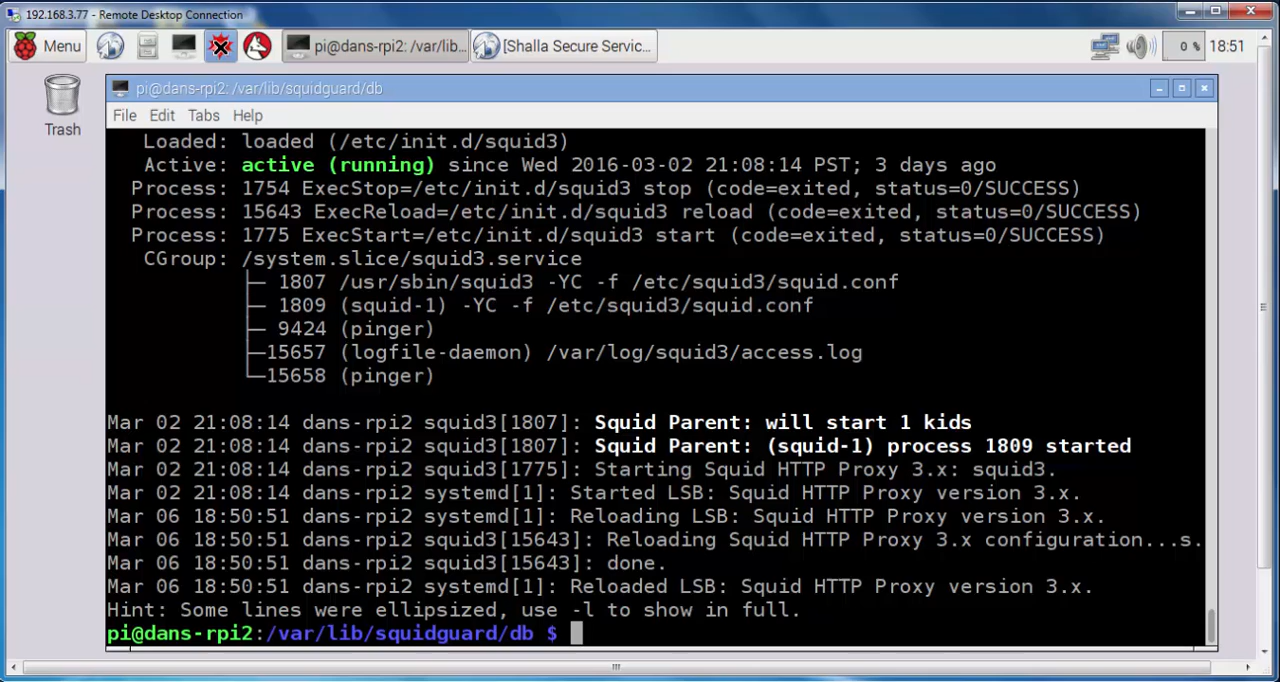 192.168.3.77 - Remote Desktop Connection
Menu
pi@dans-rpi2: /var/lib...
[Shalla Secure Servic...
0 %
18:51
Trash
pi@dans-rpi2: /var/lib/squidguard/db
File Edit Tabs Help
Loaded: loaded (/etc/init.d/squid3)
Active: active (running) since Wed 2016-03-02 21:08:14 PST; 3 days ago
Process: 1754 ExecStop=/etc/init.d/squid3 stop (code=exited, status=0/SUCCESS)
Process: 15643 ExecReload=/etc/init.d/squid3 reload (code=exited, status=0/SUCCESS)
Process: 1775 ExecStart=/etc/init.d/squid3 start (code=exited, status=0/SUCCESS)
CGroup: /system.slice/squid3.service
├─ 1807 /usr/sbin/squid3 -YC -f /etc/squid3/squid.conf
├─ 1809 (squid-1) -YC -f /etc/squid3/squid.conf
├─ 9424 (pinger)
├─15657 (logfile-daemon) /var/log/squid3/access.log
└─15658 (pinger)
Mar 02 21:08:14 dans-rpi2 squid3[1807]: Squid Parent: will start 1 kids
Mar 02 21:08:14 dans-rpi2 squid3[1807]: Squid Parent: (squid-1) process 1809 started
Mar 02 21:08:14 dans-rpi2 squid3[1775]: Starting Squid HTTP Proxy 3.x: squid3.
Mar 02 21:08:14 dans-rpi2 systemd[1]: Started LSB: Squid HTTP Proxy version 3.x.
Mar 06 18:50:51 dans-rpi2 systemd[1]: Reloading LSB: Squid HTTP Proxy version 3.x.
Mar 06 18:50:51 dans-rpi2 squid3[15643]: Reloading Squid HTTP Proxy 3.x configuration...s.
Mar 06 18:50:51 dans-rpi2 squid3[15643]: done.
Mar 06 18:50:51 dans-rpi2 systemd[1]: Reloaded LSB: Squid HTTP Proxy version 3.x.
Hint: Some lines were ellipsized, use -l to show in full.
pi@dans-rpi2:/var/lib/squidguard/db $